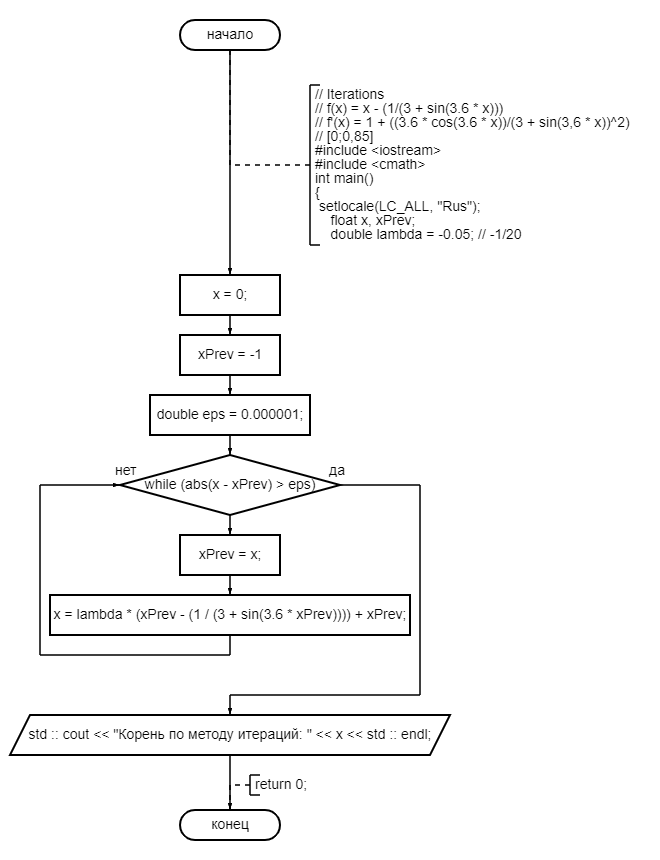 начало
// Iterations
// f(x) = x - (1/(3 + sin(3.6 * x)))
// f'(x) = 1 + ((3.6 * cos(3.6 * x))/(3 + sin(3,6 * x))^2)
// [0;0,85]
#include <iostream>
#include <cmath>
int main()
{
setlocale(LC_ALL, "Rus");
float x, xPrev;
double lambda = -0.05; // -1/20
x = 0;
xPrev = -1
double eps = 0.000001;
нет
да
while (abs(x - xPrev) > eps)
xPrev = x;
x = lambda * (xPrev - (1 / (3 + sin(3.6 * xPrev)))) + xPrev;
std :: cout << "Корень по методу итераций: " << x << std :: endl;
return 0;
конец